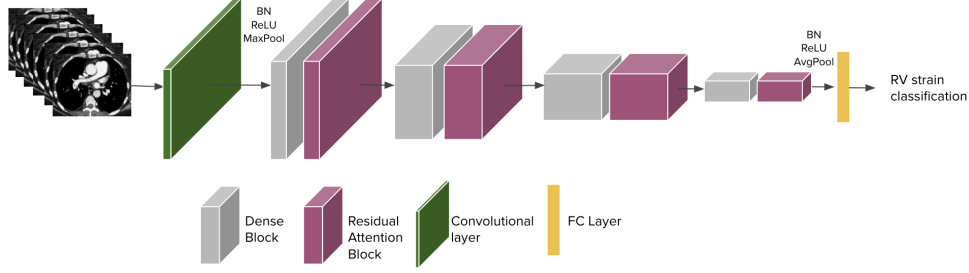 BN
ReLU
MaxPool
BN
ReLU
AvgPool
RV strain
classification
Dense
Block
Residual
Attention
Block
Convolutional
layer
FC Layer